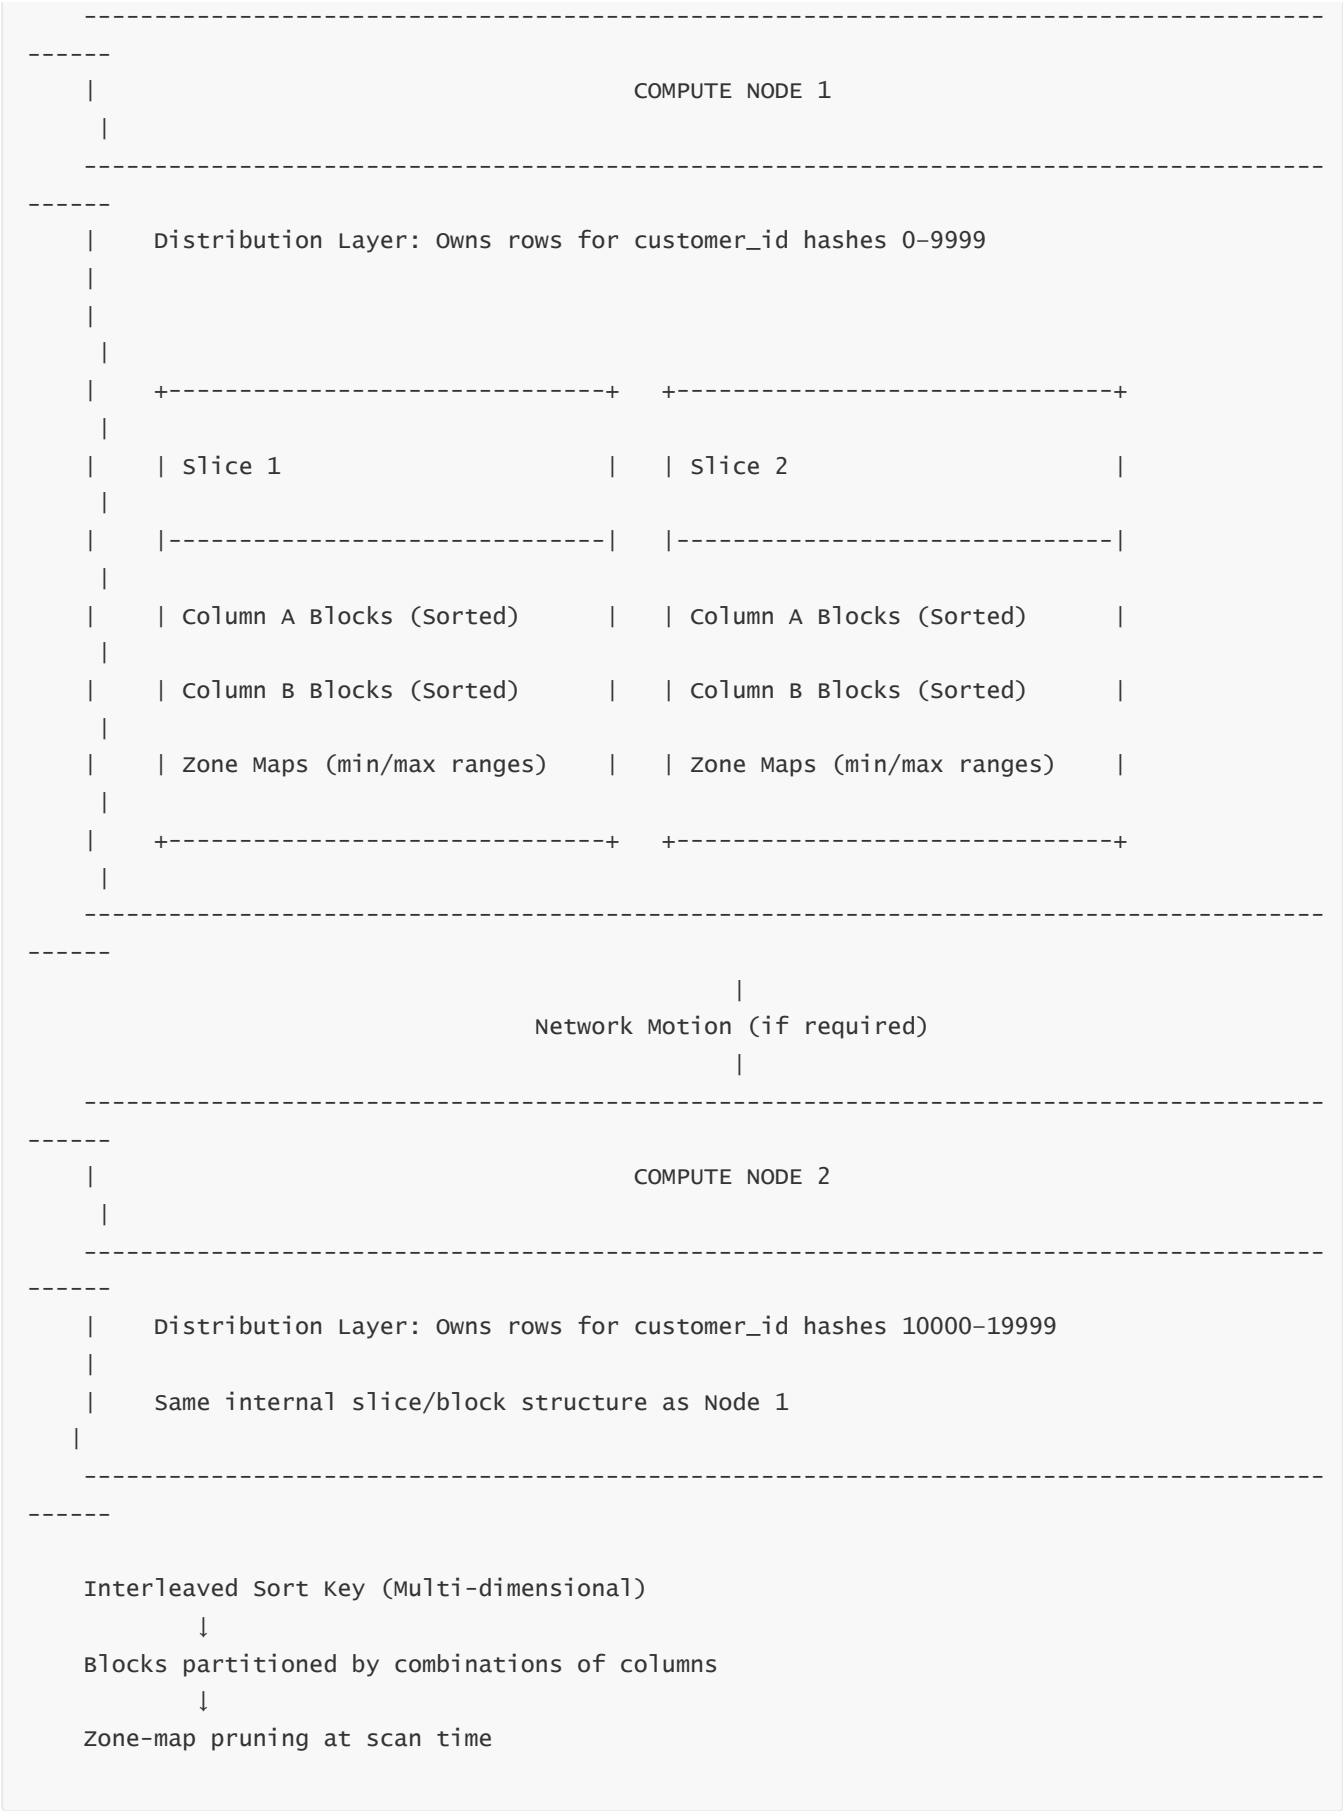 ----------------------------------------------------------------------------------------
------
    |                                      COMPUTE NODE 1
     |
    ----------------------------------------------------------------------------------------
------
    |    Distribution Layer: Owns rows for customer_id hashes 0–9999
    |
    |
     |
    |    +-------------------------------+   +-------------------------------+
     |
    |    | Slice 1                       |   | Slice 2                       |
     |
    |    |-------------------------------|   |-------------------------------|
     |
    |    | Column A Blocks (Sorted)      |   | Column A Blocks (Sorted)      |
     |
    |    | Column B Blocks (Sorted)      |   | Column B Blocks (Sorted)      |
     |
    |    | Zone Maps (min/max ranges)    |   | Zone Maps (min/max ranges)    |
     |
    |    +-------------------------------+   +-------------------------------+
     |
    ----------------------------------------------------------------------------------------
------
                                                  |
                                    Network Motion (if required)
                                                  |
    ----------------------------------------------------------------------------------------
------
    |                                      COMPUTE NODE 2
     |
    ----------------------------------------------------------------------------------------
------
    |    Distribution Layer: Owns rows for customer_id hashes 10000–19999
    |
    |    Same internal slice/block structure as Node 1
   |
    ----------------------------------------------------------------------------------------
------

    Interleaved Sort Key (Multi-dimensional)
            ↓
    Blocks partitioned by combinations of columns
            ↓
    Zone-map pruning at scan time